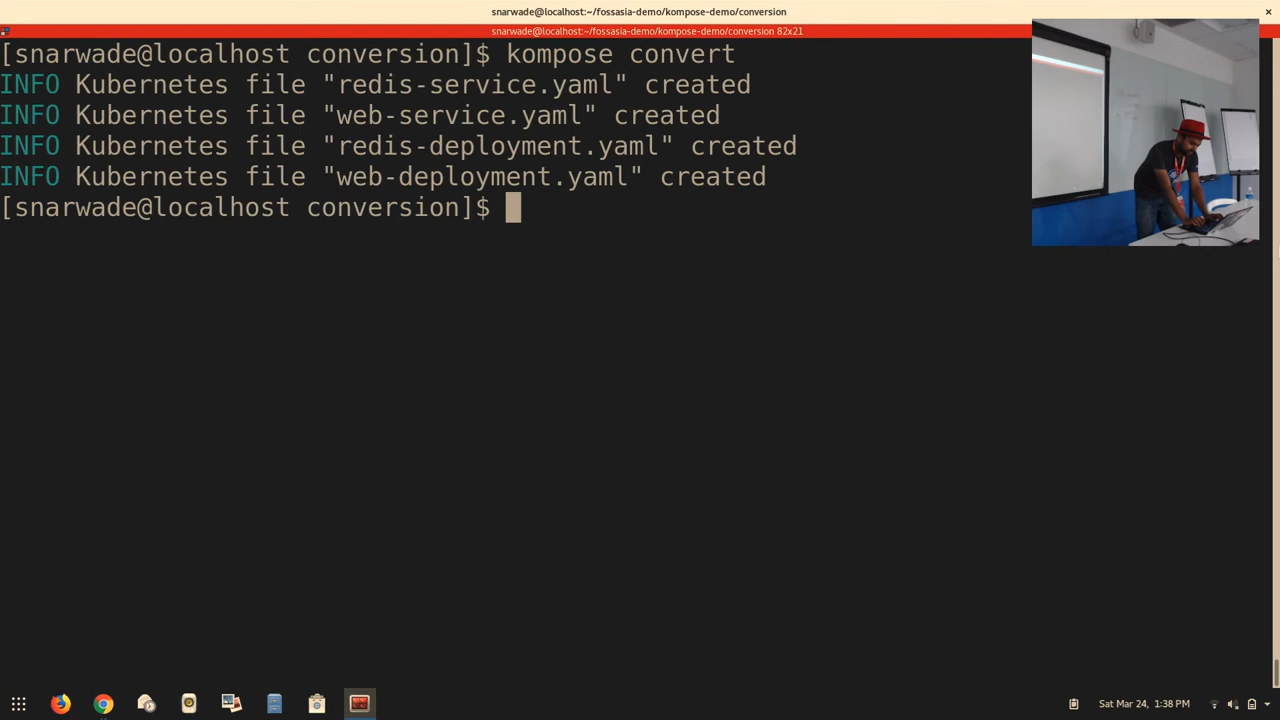 snarwade@localhost:~/fossasia-demo/kompose-demo/conversion
snarwade@localhost:~/fossasia-demo/kompose-demo/conversion 82x21
[snarwade@localhost conversion]$ kompose convert
INFO Kubernetes file "redis-service.yaml" created
INFO Kubernetes file "web-service.yaml" created
INFO Kubernetes file "redis-deployment.yaml" created
INFO Kubernetes file "web-deployment.yaml" created
[snarwade@localhost conversion]$
Sat Mar 24, 1:38 PM